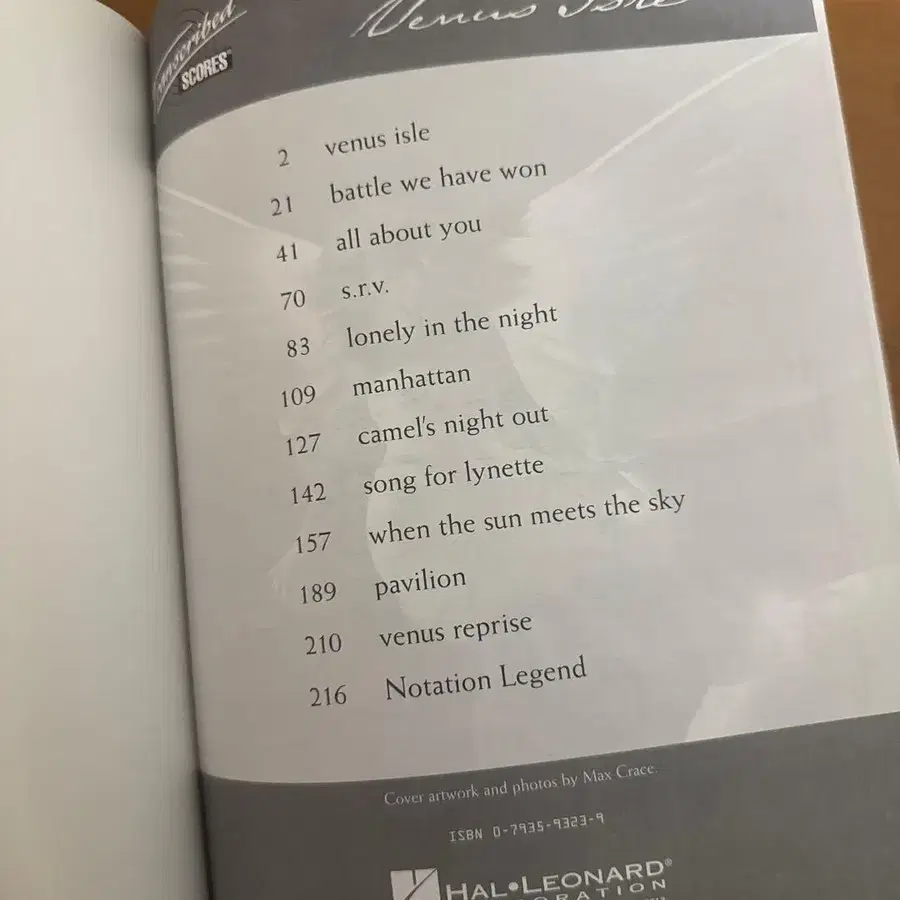 Transcribed
SCORES™
Venus Isle
2 venus isle
21 battle we have won
41 all about you
70 s.r.v.
83 lonely in the night
109 manhattan
127 camel's night out
142 song for lynette
157 when the sun meets the sky
189 pavilion
210 venus reprise
216 Notation Legend
Cover artwork and photos by Max Crace.
ISBN 0-7935-9323-9
HAL•LEONARD®
CORPORATION